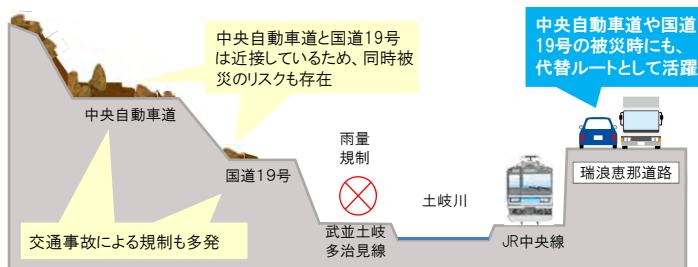 中央自動車道と国道19号
は近接しているため、同時被
災のリスクも存在
中央自動車道や国道
19号の被災時にも、
代替ルートとして活躍
中央自動車道
雨量
規制
国道19号
土岐川
瑞浪恵那道路
交通事故による規制も多発
武並土岐
多治見線
JR中央線